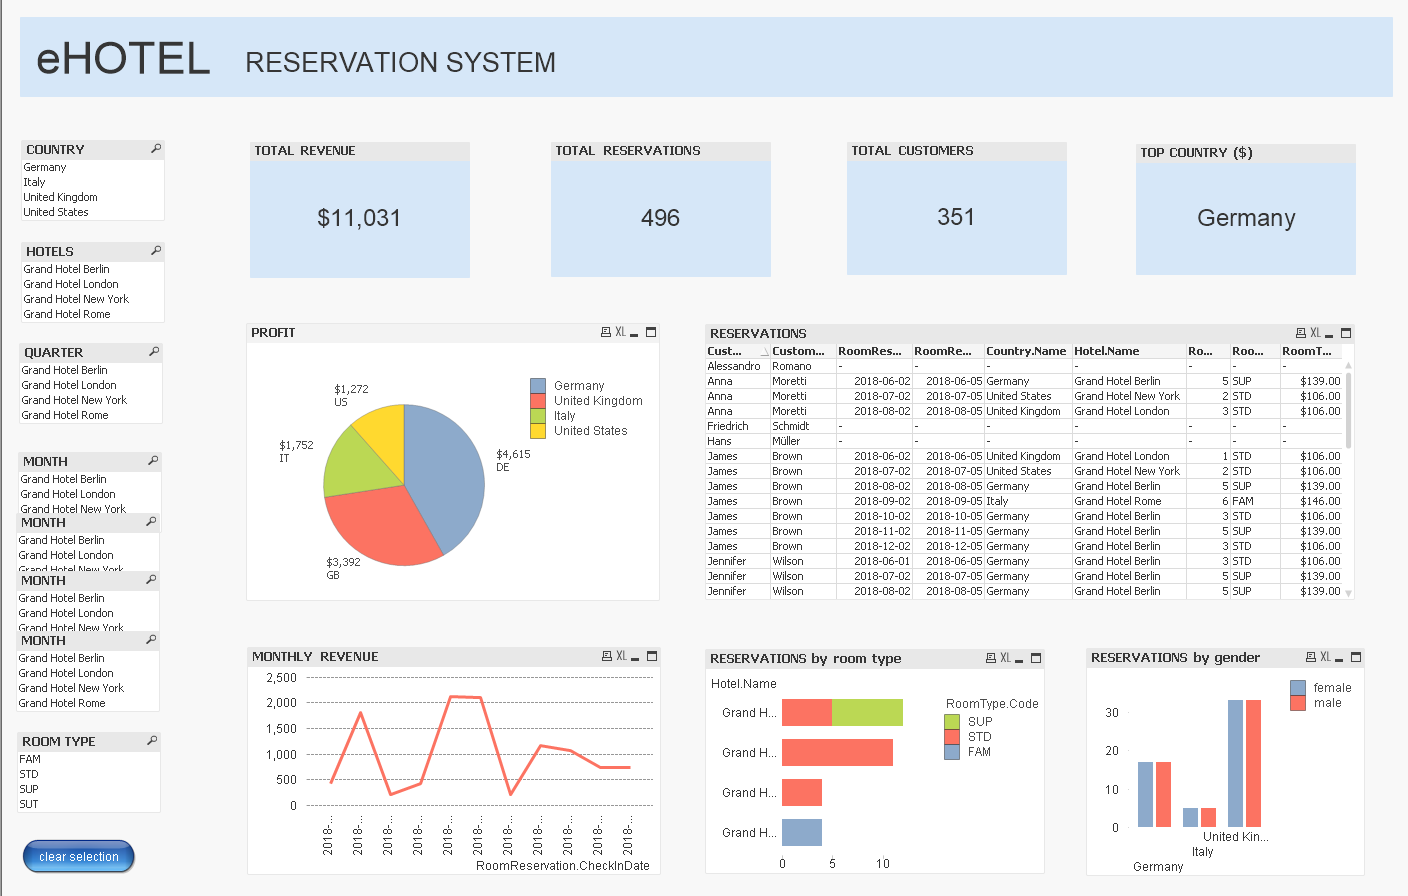 eHOTEL RESERVATION SYSTEM
COUNTRY
Germany
Italy
United Kingdom
United States
HOTELS
Grand Hotel Berlin
Grand Hotel London
Grand Hotel New York
Grand Hotel Rome
QUARTER
Grand Hotel Berlin
Grand Hotel London
Grand Hotel New York
Grand Hotel Rome
MONTH
Grand Hotel Berlin
Grand Hotel London
Grand Hotel New York
MONTH
Grand Hotel Berlin
Grand Hotel London
Grand Hotel New York
MONTH
Grand Hotel Berlin
Grand Hotel London
Grand Hotel New York
MONTH
Grand Hotel Berlin
Grand Hotel London
Grand Hotel New York
Grand Hotel Rome
ROOM TYPE
FAM
STD
SUP
SUT
clear selection
TOTAL REVENUE
$11,031
TOTAL RESERVATIONS
496
TOTAL CUSTOMERS
351
TOP COUNTRY ($)
Germany
PROFIT XL
$1,272
US
$1,752
IT
$4,615
DE
$3,392
GB
Germany
United Kingdom
Italy
United States
RESERVATIONS XL
Cust... Custom... RoomRes... RoomRe... Country.Name Hotel.Name Ro... Roo... RoomT...
Alessandro Romano - - - - - - -
Anna Moretti 2018-06-02 2018-06-05 Germany Grand Hotel Berlin 5 SUP $139.00
Anna Moretti 2018-07-02 2018-07-05 United States Grand Hotel New York 2 STD $106.00
Anna Moretti 2018-08-02 2018-08-05 United Kingdom Grand Hotel London 3 STD $106.00
Friedrich Schmidt - - - - - - -
Hans Müller - - - - - - -
James Brown 2018-06-02 2018-06-05 United Kingdom Grand Hotel London 1 STD $106.00
James Brown 2018-07-02 2018-07-05 United States Grand Hotel New York 2 STD $106.00
James Brown 2018-08-02 2018-08-05 Germany Grand Hotel Berlin 5 SUP $139.00
James Brown 2018-09-02 2018-09-05 Italy Grand Hotel Rome 6 FAM $146.00
James Brown 2018-10-02 2018-10-05 Germany Grand Hotel Berlin 3 STD $106.00
James Brown 2018-11-02 2018-11-05 Germany Grand Hotel Berlin 5 SUP $139.00
James Brown 2018-12-02 2018-12-05 Germany Grand Hotel Berlin 3 STD $106.00
Jennifer Wilson 2018-06-01 2018-06-05 Germany Grand Hotel Berlin 3 STD $106.00
Jennifer Wilson 2018-07-02 2018-07-05 Germany Grand Hotel Berlin 5 SUP $139.00
Jennifer Wilson 2018-08-02 2018-08-05 Germany Grand Hotel Berlin 5 SUP $139.00
MONTHLY REVENUE XL
2,500
2,000
1,500
1,000
500
0
2018-... 2018-... 2018-... 2018-... 2018-... 2018-... 2018-... 2018-... 2018-... 2018-... 2018-...
RoomReservation.CheckInDate
RESERVATIONS by room type XL
Hotel.Name
Grand H...
Grand H...
Grand H...
Grand H...
0 5 10
RoomType.Code
SUP
STD
FAM
RESERVATIONS by gender XL
female
male
30
20
10
0
United Kin...
Italy
Germany